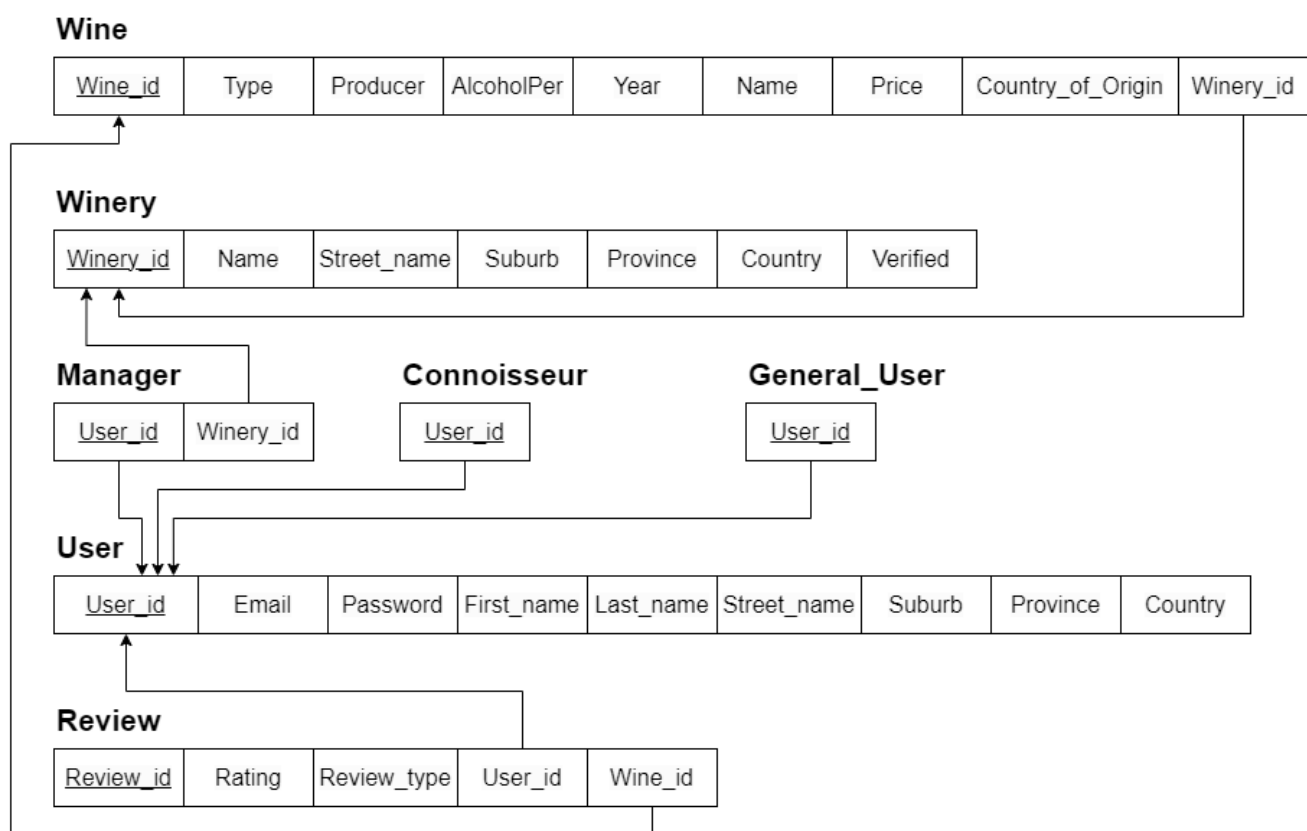 Wine
Wine_id Type Producer AlcoholPer Year Name Price Country_of_Origin Winery_id
Winery
Winery_id Name Street_name Suburb Province Country Verified
Manager Connoisseur General_User
User_id Winery_id User_id User_id
User
User_id Email Password First_name Last_name Street_name Suburb Province Country
Review
Review_id Rating Review_type User_id Wine_id